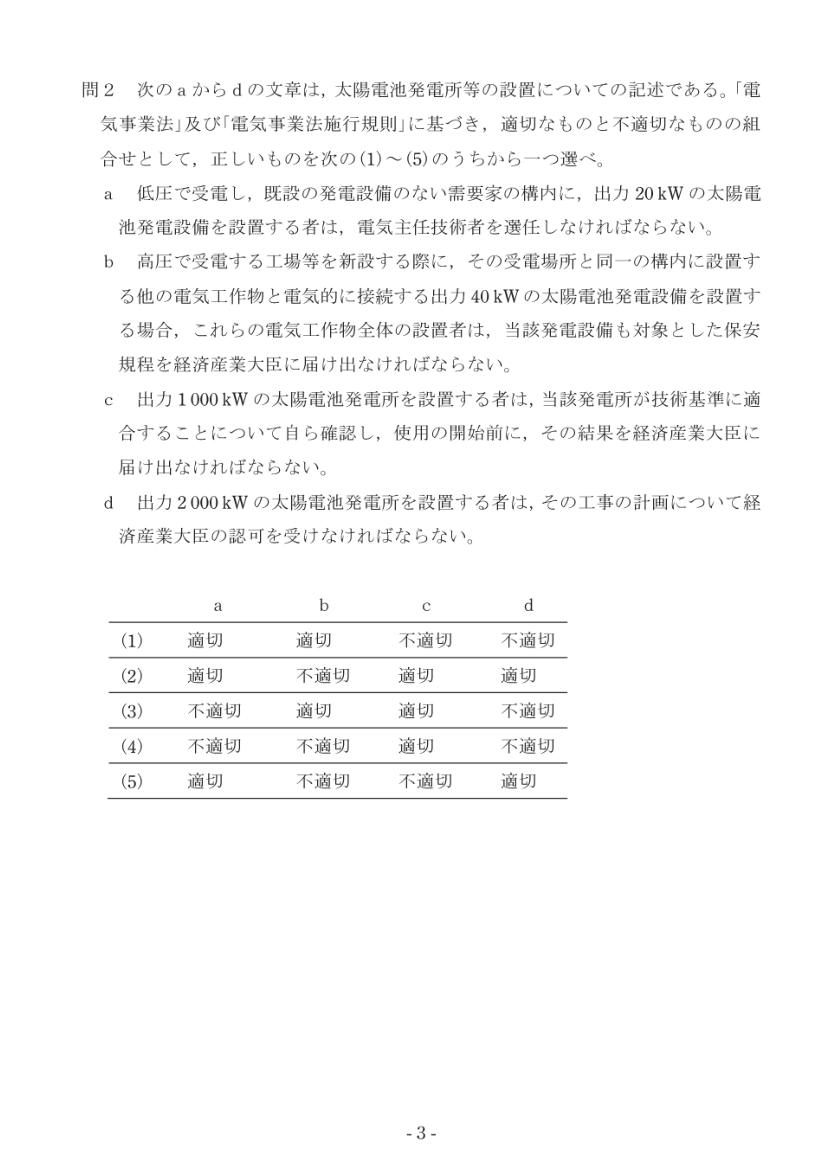 問２　次のａからｄの文章は，太陽電池発電所等の設置についての記述である。「電
気事業法」及び「電気事業法施行規則」に基づき，適切なものと不適切なものの組
合せとして，正しいものを次の(1)～(5)のうちから一つ選べ。
ａ　低圧で受電し，既設の発電設備のない需要家の構内に，出力 20 kW の太陽電
池発電設備を設置する者は，電気主任技術者を選任しなければならない。
ｂ　高圧で受電する工場等を新設する際に，その受電場所と同一の構内に設置す
る他の電気工作物と電気的に接続する出力 40 kW の太陽電池発電設備を設置す
る場合，これらの電気工作物全体の設置者は，当該発電設備も対象とした保安
規程を経済産業大臣に届け出なければならない。
ｃ　出力 1 000 kW の太陽電池発電所を設置する者は，当該発電所が技術基準に適
合することについて自ら確認し，使用の開始前に，その結果を経済産業大臣に
届け出なければならない。
ｄ　出力 2 000 kW の太陽電池発電所を設置する者は，その工事の計画について経
済産業大臣の認可を受けなければならない。
ａ　ｂ　ｃ　ｄ
(1)　適切　適切　不適切　不適切
(2)　適切　不適切　適切　適切
(3)　不適切　適切　適切　不適切
(4)　不適切　不適切　適切　不適切
(5)　適切　不適切　不適切　適切
- 3 -